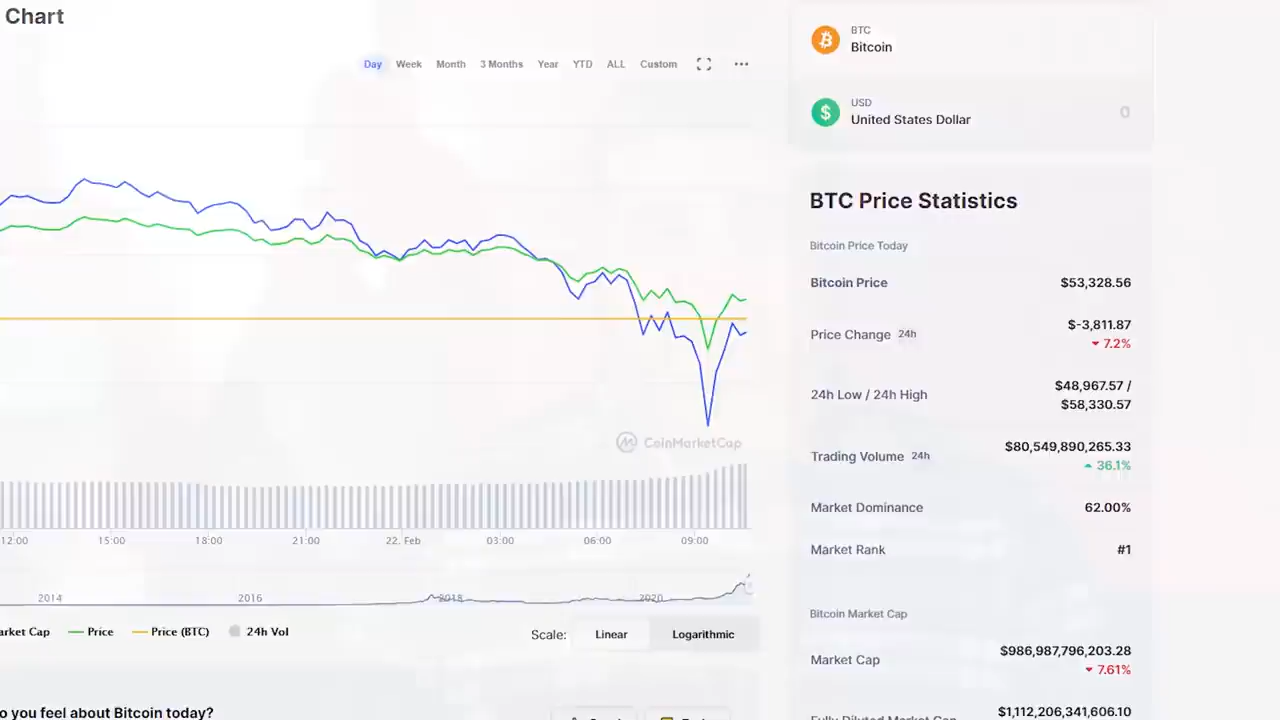 Chart
Day Week Month 3 Months Year YTD ALL Custom
CoinMarketCap
12:00 15:00 18:00 21:00 22. Feb 03:00 06:00 09:00
2014 2016 2018 2020
arket Cap Price Price (BTC) 24h Vol
Scale: Linear Logarithmic
o you feel about Bitcoin today?
BTC
Bitcoin
USD
United States Dollar
0
BTC Price Statistics
Bitcoin Price Today
Bitcoin Price $53,328.56
Price Change 24h $-3,811.87
7.2%
24h Low / 24h High $48,967.57 /
$58,330.57
Trading Volume 24h $80,549,890,265.33
36.1%
Market Dominance 62.00%
Market Rank #1
Bitcoin Market Cap
Market Cap $986,987,796,203.28
7.61%
Fully Diluted Market Cap $1,112,206,341,606.10